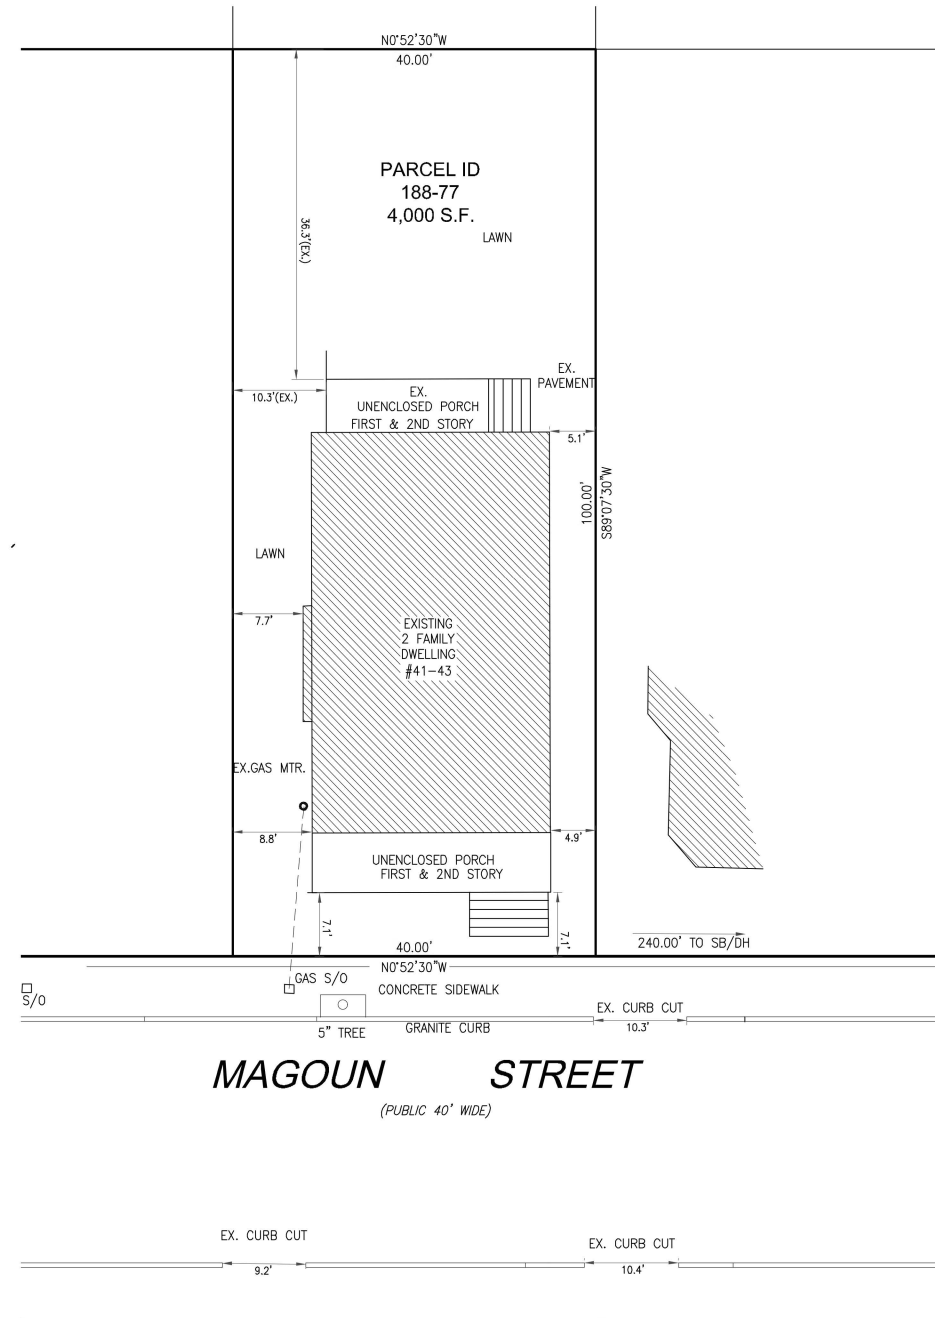 N0°52'30"W
40.00'
PARCEL ID
188-77
4,000 S.F.
LAWN
36.3'(EX.)
EX.
PAVEMENT
10.3'(EX.)
EX.
UNENCLOSED PORCH
FIRST & 2ND STORY
5.1'
100.00'
S89°07'30"W
LAWN
7.7'
EXISTING
2 FAMILY
DWELLING
#41-43
EX.GAS MTR.
8.8'
4.9'
UNENCLOSED PORCH
FIRST & 2ND STORY
7.1'
7.1'
240.00' TO SB/DH
40.00'
N0°52'30"W
GAS S/O
CONCRETE SIDEWALK
S/O
EX. CURB CUT
10.3'
5" TREE
GRANITE CURB
MAGOUN STREET
(PUBLIC 40' WIDE)
EX. CURB CUT
9.2'
EX. CURB CUT
10.4'